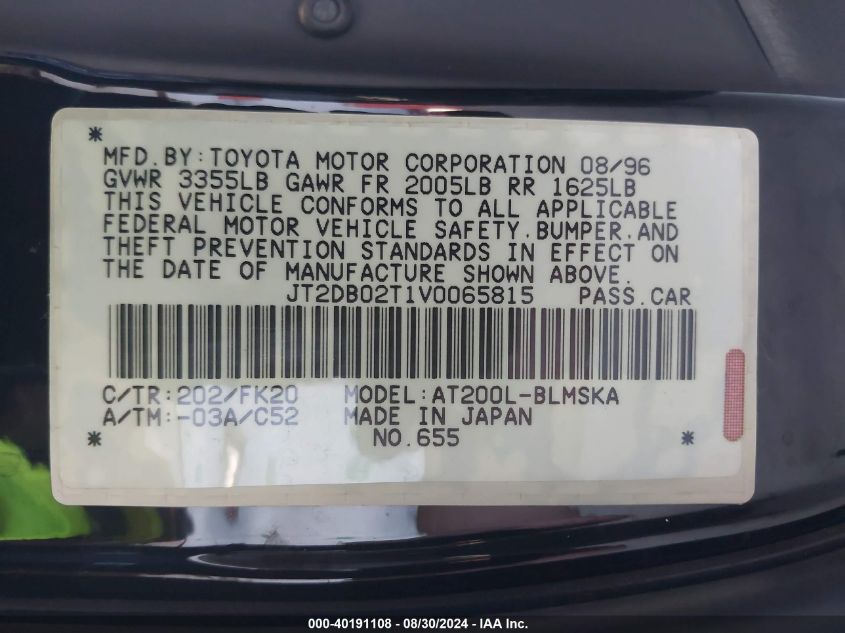 *
MFD.BY:TOYOTA MOTOR CORPORATION 08/96
GVWR 3355LB GAWR FR 2005LB RR 1625LB
THIS VEHICLE CONFORMS TO ALL APPLICABLE
FEDERAL MOTOR VEHICLE SAFETY.BUMPER.AND
THEFT PREVENTION STANDARDS IN EFFECT ON
THE DATE OF MANUFACTURE SHOWN ABOVE.
JT2DB02T1V0065815 PASS.CAR
C/TR:202/FK20 MODEL:AT200L-BLMSKA
A/TM:-03A/C52 MADE IN JAPAN
* NO.655 *
000-40191108 - 08/30/2024 - IAA Inc.